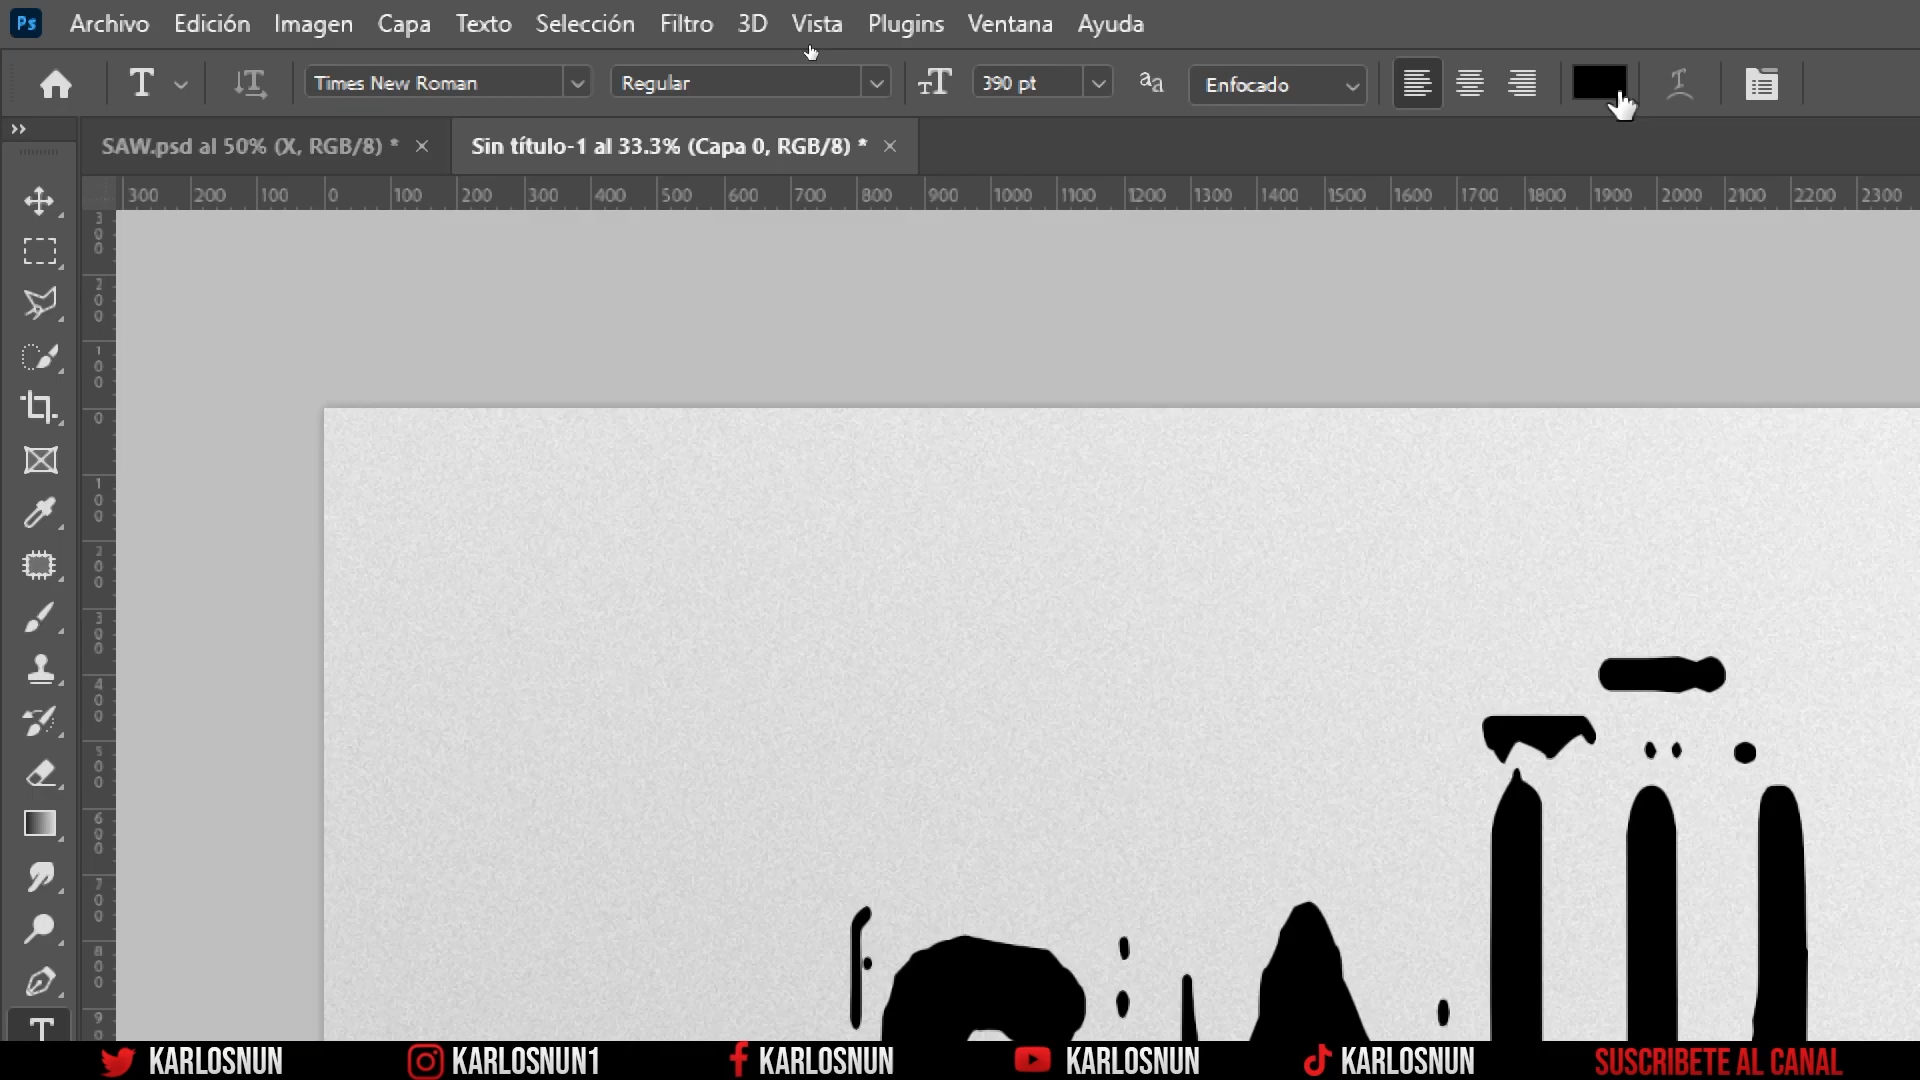 Ps Archivo Edición Imagen Capa Texto Selección Filtro 3D Vista Plugins Ventana Ayuda
T Times New Roman Regular 390 pt aa Enfocado
SAW.psd al 50% (X, RGB/8) * × Sin título-1 al 33.3% (Capa 0, RGB/8) * ×
300 200 100 0 100 200 300 400 500 600 700 800 900 1000 1100 1200 1300 1400 1500 1600 1700 1800 1900 2000 2100 2200 2300
300
200
100
0
100
200
300
400
500
600
700
800
9
KARLOSNUN KARLOSNUN1 KARLOSNUN KARLOSNUN KARLOSNUN SUSCRIBETE AL CANAL